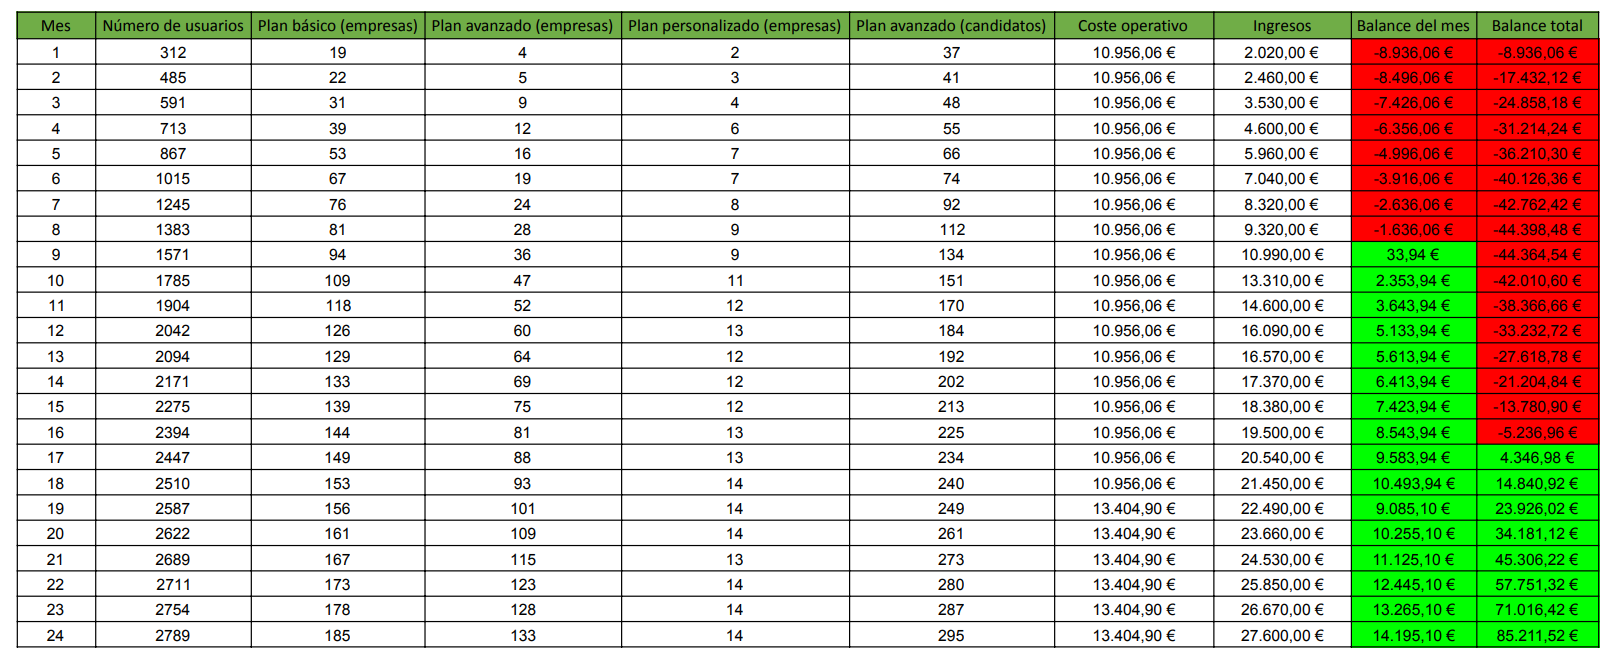 Mes Número de usuarios Plan básico (empresas) Plan avanzado (empresas) Plan personalizado (empresas) Plan avanzado (candidatos) Coste operativo Ingresos Balance del mes Balance total
1 312 19 4 2 37 10.956,06 € 2.020,00 € -8.936,06 € -8.936,06 €
2 485 22 5 3 41 10.956,06 € 2.460,00 € -8.496,06 € -17.432,12 €
3 591 31 9 4 48 10.956,06 € 3.530,00 € -7.426,06 € -24.858,18 €
4 713 39 12 6 55 10.956,06 € 4.600,00 € -6.356,06 € -31.214,24 €
5 867 53 16 7 66 10.956,06 € 5.960,00 € -4.996,06 € -36.210,30 €
6 1015 67 19 7 74 10.956,06 € 7.040,00 € -3.916,06 € -40.126,36 €
7 1245 76 24 8 92 10.956,06 € 8.320,00 € -2.636,06 € -42.762,42 €
8 1383 81 28 9 112 10.956,06 € 9.320,00 € -1.636,06 € -44.398,48 €
9 1571 94 36 9 134 10.956,06 € 10.990,00 € 33,94 € -44.364,54 €
10 1785 109 47 11 151 10.956,06 € 13.310,00 € 2.353,94 € -42.010,60 €
11 1904 118 52 12 170 10.956,06 € 14.600,00 € 3.643,94 € -38.366,66 €
12 2042 126 60 13 184 10.956,06 € 16.090,00 € 5.133,94 € -33.232,72 €
13 2094 129 64 12 192 10.956,06 € 16.570,00 € 5.613,94 € -27.618,78 €
14 2171 133 69 12 202 10.956,06 € 17.370,00 € 6.413,94 € -21.204,84 €
15 2275 139 75 12 213 10.956,06 € 18.380,00 € 7.423,94 € -13.780,90 €
16 2394 144 81 13 225 10.956,06 € 19.500,00 € 8.543,94 € -5.236,96 €
17 2447 149 88 13 234 10.956,06 € 20.540,00 € 9.583,94 € 4.346,98 €
18 2510 153 93 14 240 10.956,06 € 21.450,00 € 10.493,94 € 14.840,92 €
19 2587 156 101 14 249 13.404,90 € 22.490,00 € 9.085,10 € 23.926,02 €
20 2622 161 109 14 261 13.404,90 € 23.660,00 € 10.255,10 € 34.181,12 €
21 2689 167 115 13 273 13.404,90 € 24.530,00 € 11.125,10 € 45.306,22 €
22 2711 173 123 14 280 13.404,90 € 25.850,00 € 12.445,10 € 57.751,32 €
23 2754 178 128 14 287 13.404,90 € 26.670,00 € 13.265,10 € 71.016,42 €
24 2789 185 133 14 295 13.404,90 € 27.600,00 € 14.195,10 € 85.211,52 €